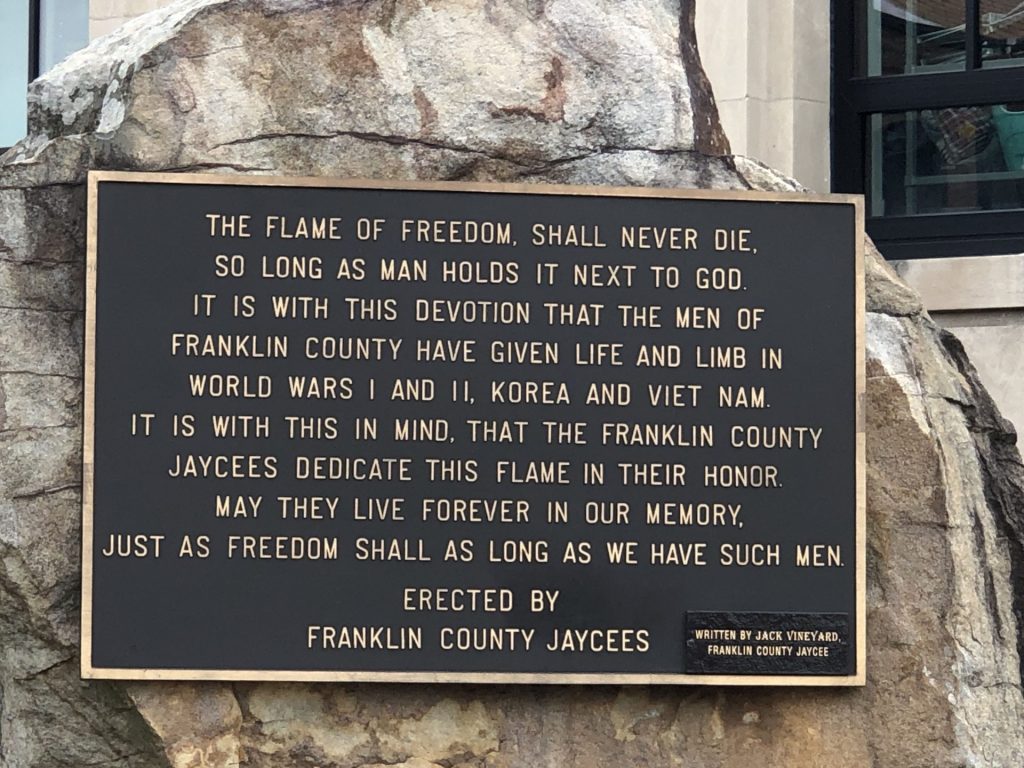 THE FLAME OF FREEDOM, SHALL NEVER DIE,
SO LONG AS MAN HOLDS IT NEXT TO GOD.
IT IS WITH THIS DEVOTION THAT THE MEN OF
FRANKLIN COUNTY HAVE GIVEN LIFE AND LIMB IN
WORLD WARS I AND II, KOREA AND VIET NAM.
IT IS WITH THIS IN MIND, THAT THE FRANKLIN COUNTY
JAYCEES DEDICATE THIS FLAME IN THEIR HONOR.
MAY THEY LIVE FOREVER IN OUR MEMORY,
JUST AS FREEDOM SHALL AS LONG AS WE HAVE SUCH MEN.
ERECTED BY
FRANKLIN COUNTY JAYCEES
WRITTEN BY JACK VINEYARD,
FRANKLIN COUNTY JAYCEE